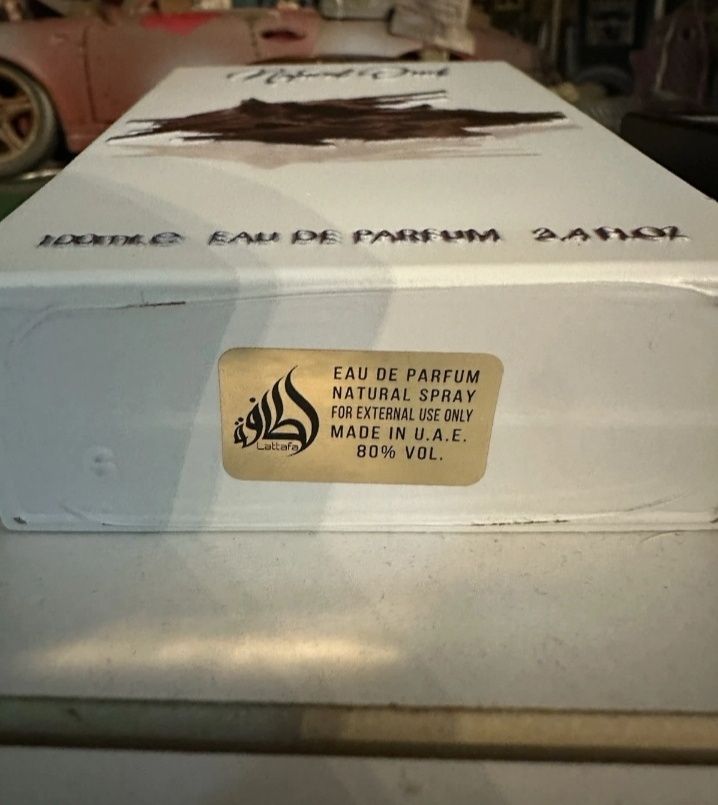 100ml.e EAU DE PARFUM 3.4 FL.OZ
لطافة
Lattafa
EAU DE PARFUM
NATURAL SPRAY
FOR EXTERNAL USE ONLY
MADE IN U.A.E.
80% VOL.